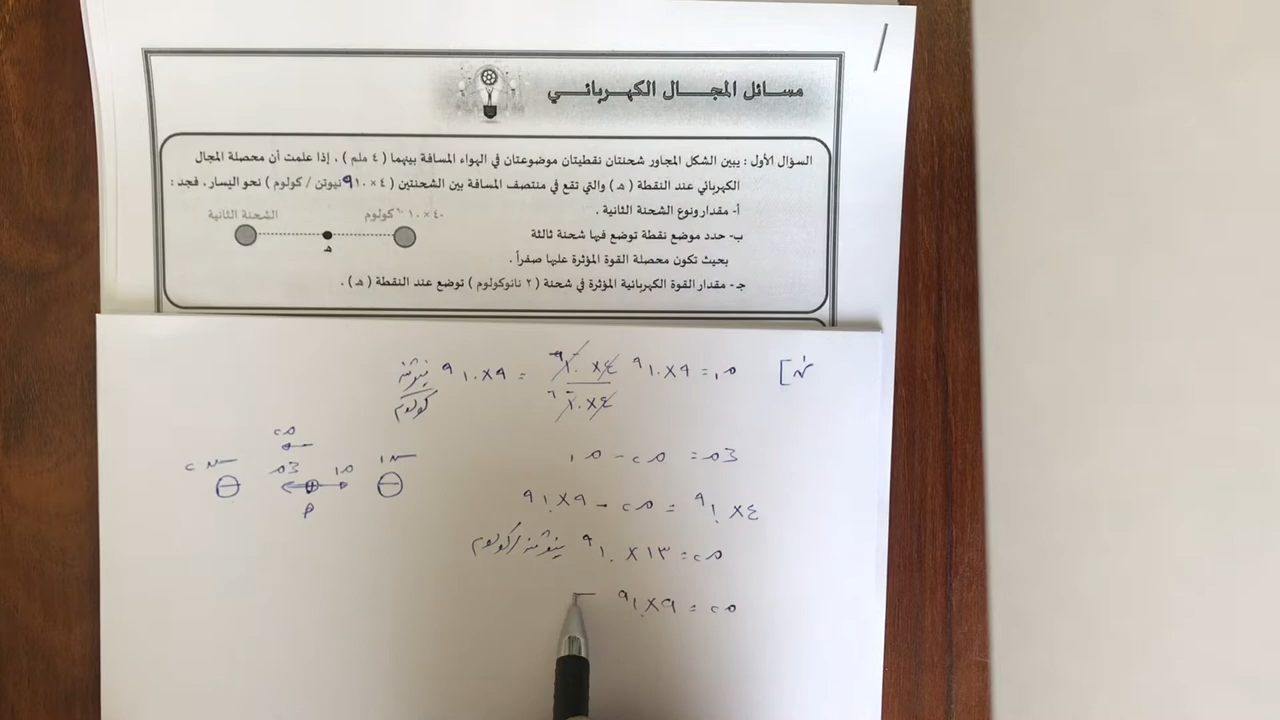 مسائل المجال الكهربائي
السؤال الأول : يبين الشكل المجاور شحنتان نقطيتان موضوعتان في الهواء المسافة بينهما ( ٤ ملم ) ، إذا علمت أن محصلة المجال
الكهربائي عند النقطة ( هـ ) والتي تقع في منتصف المسافة بين الشحنتين ( ٤ × ١٠ ٩ نيوتن / كولوم ) نحو اليسار ، فجد :
أ- مقدار ونوع الشحنة الثانية .
ب- حدد موضع نقطة توضع فيها شحنة ثالثة
بحيث تكون محصلة القوة المؤثرة عليها صفراً .
جـ- مقدار القوة الكهربائية المؤثرة في شحنة ( ٢ نانوكولوم ) توضع عند النقطة ( هـ ) .
كولوم
الشحنة الثانية
هـ
م١ = ٩×١٠ ٩ = ٩×١٠ ٩ نيوتن / كولوم
م٢ - م١
٤×١٠ ٩ = م٢ - ٩×١٠ ٩
م٢ = ١٣×١٠ ٩ نيوتن/كولوم
م٢ = ٩×١٠ ٩